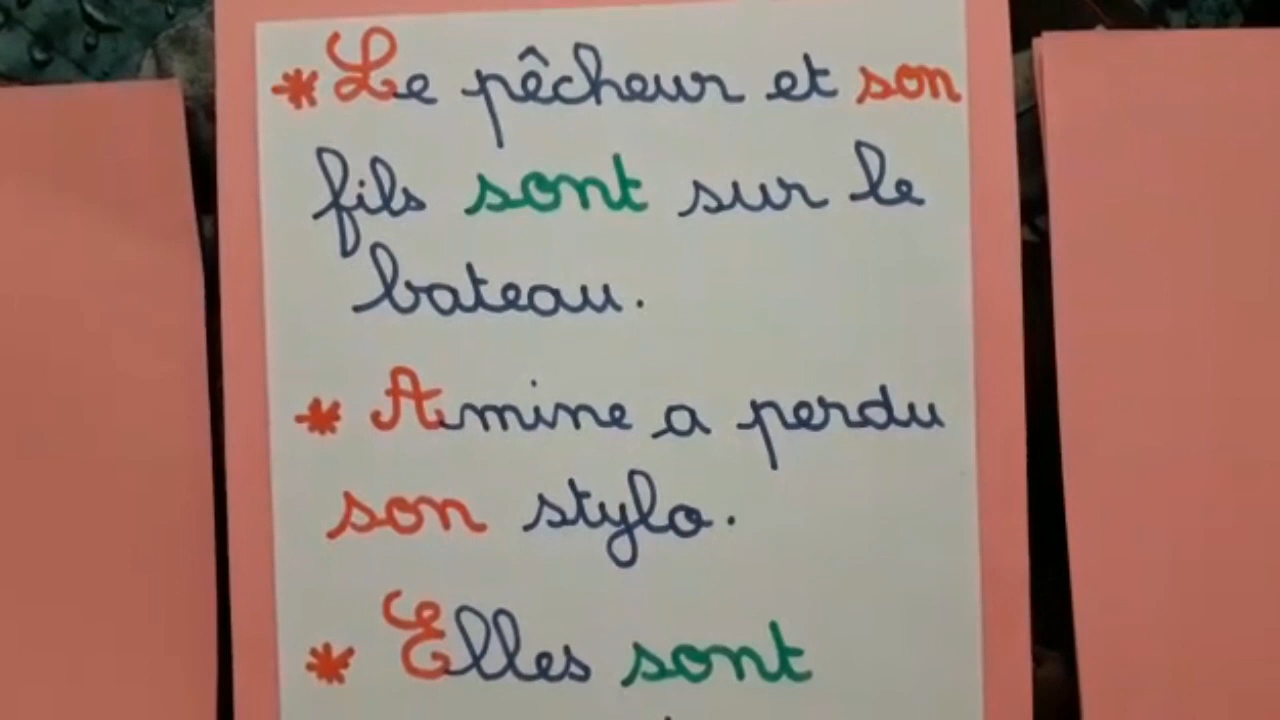 * Le pêcheur et son
fils sont sur le
bateau.
* Amine a perdu
son stylo.
* Elles sont